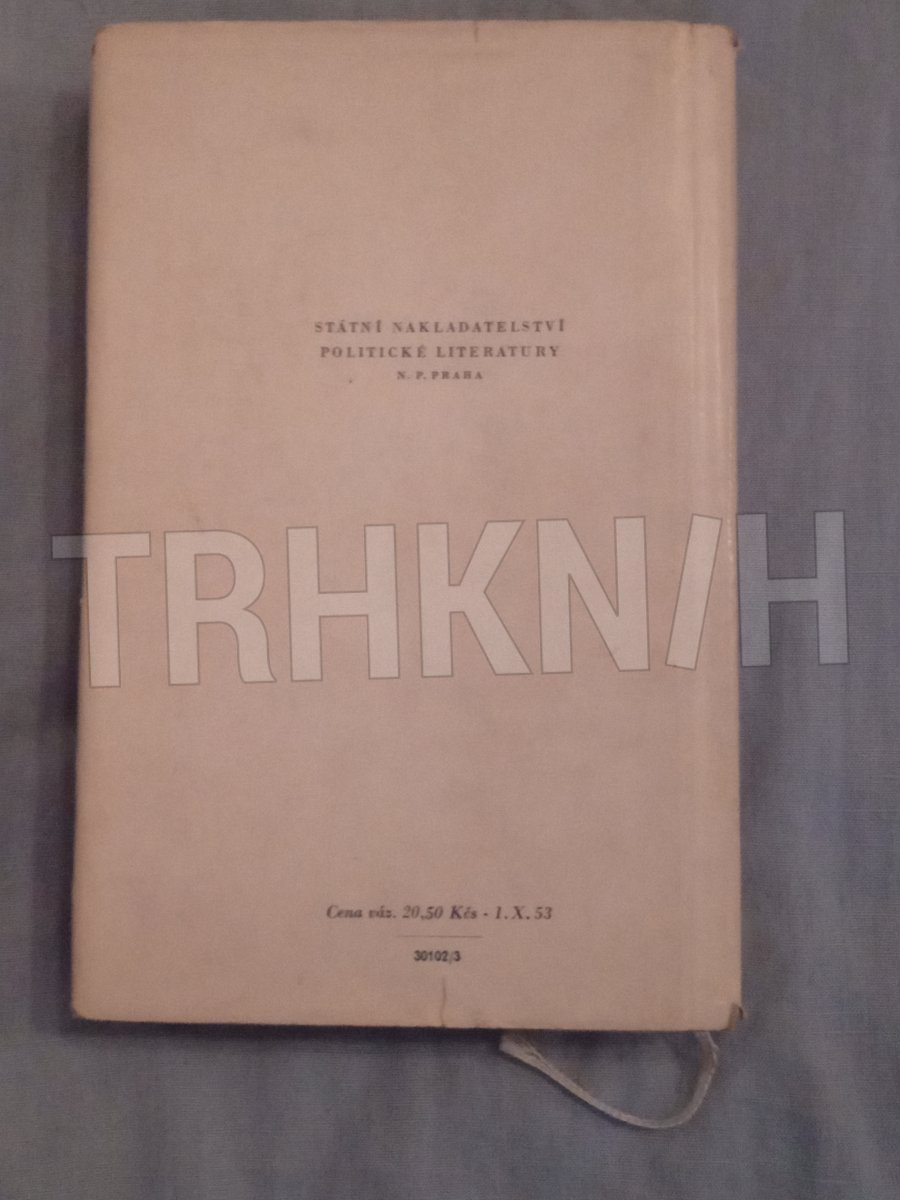 STÁTNÍ NAKLADATELSTVÍ
POLITICKÉ LITERATURY
N. P. PRAHA
TRHKNIH
Cena váz. 20,50 Kčs - 1. X. 53
30102/3